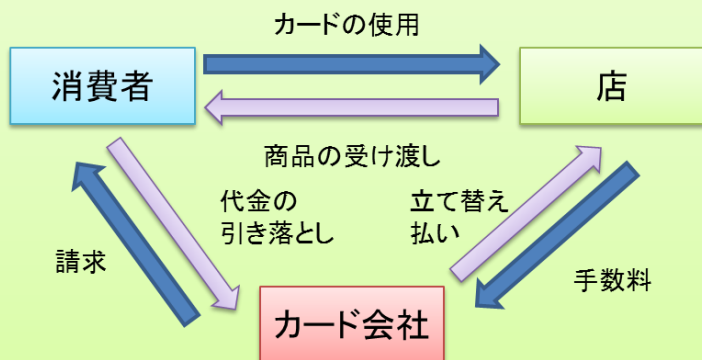 カードの使用
消費者
店
商品の受け渡し
代金の
引き落とし
立て替え
払い
請求
手数料
カード会社